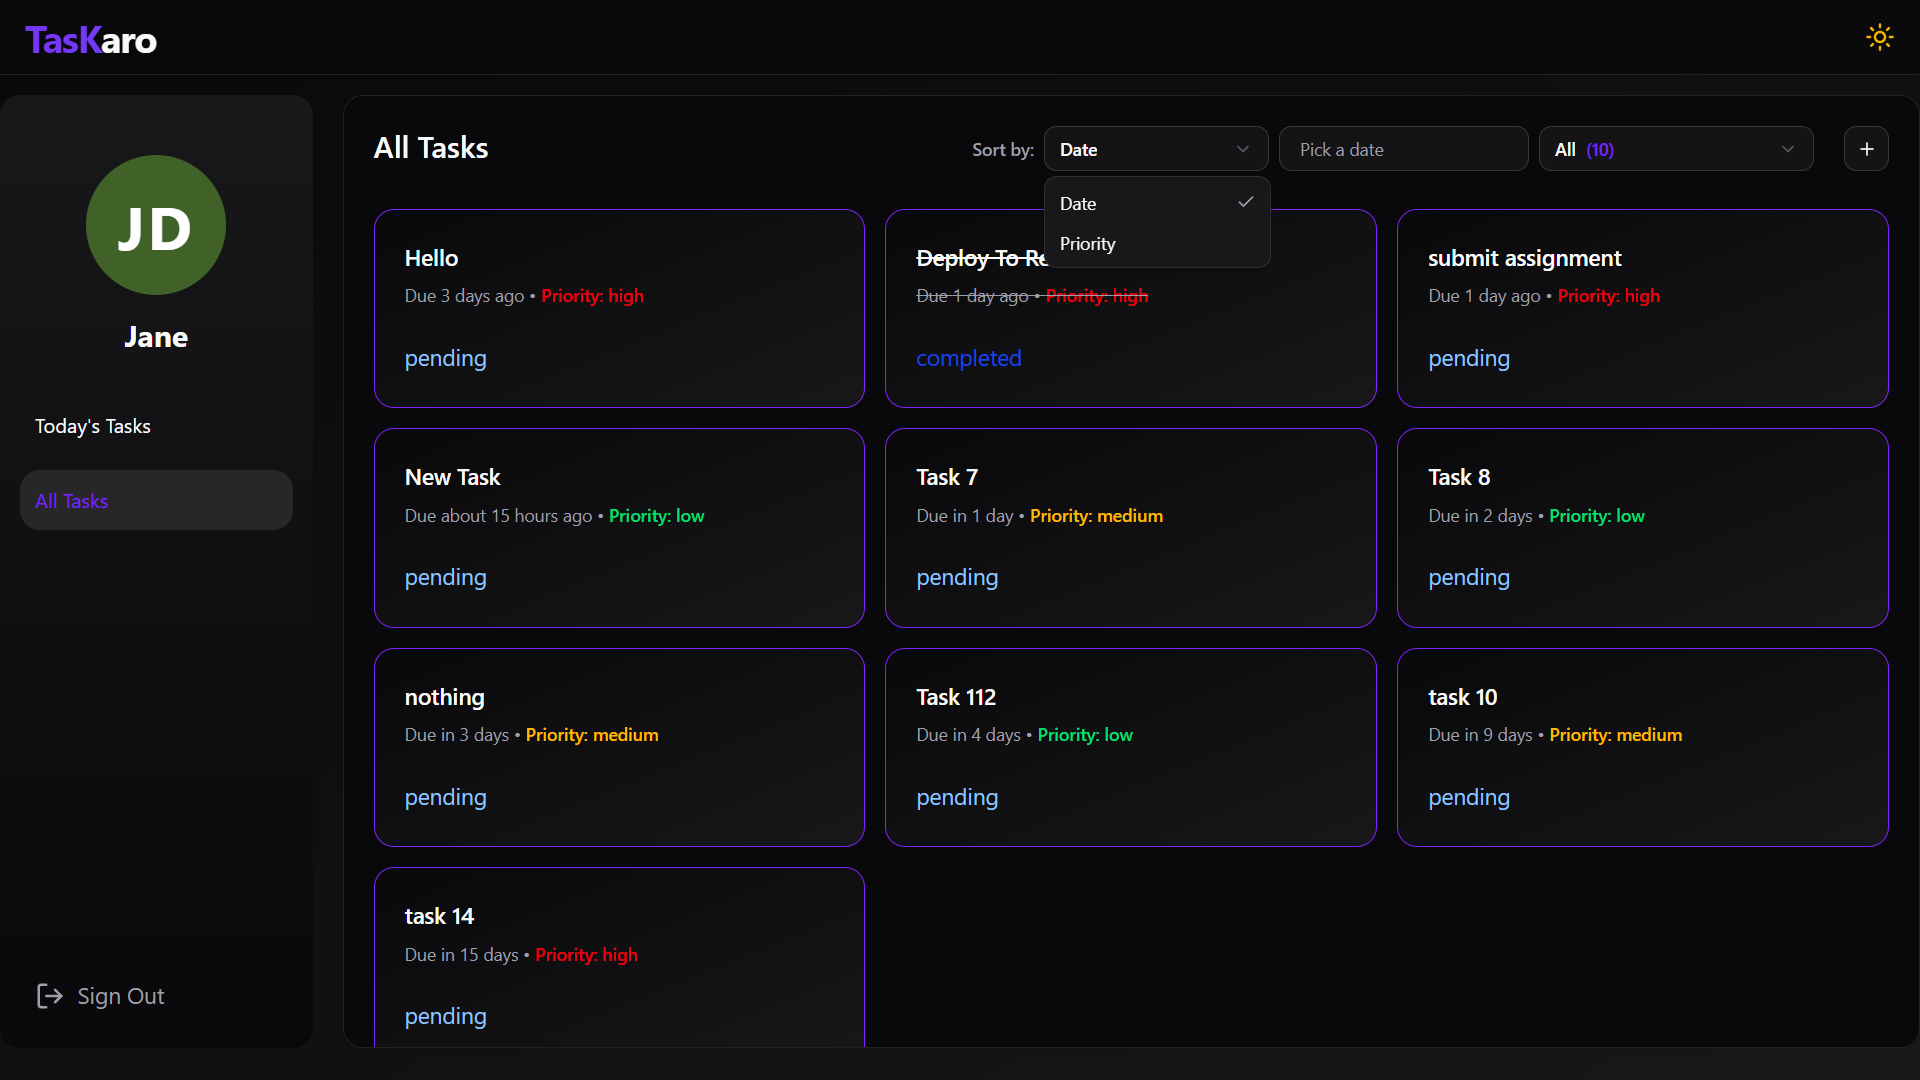 TasKaro
JD
Jane
Today's Tasks
All Tasks
Sign Out
All Tasks
Sort by:
Date
Pick a date
All (10)
+
Date
Priority
Hello
Due 3 days ago • Priority: high
pending
Deploy To
Due 1 day ago • Priority: high
completed
submit assignment
Due 1 day ago • Priority: high
pending
New Task
Due about 15 hours ago • Priority: low
pending
Task 7
Due in 1 day • Priority: medium
pending
Task 8
Due in 2 days • Priority: low
pending
nothing
Due in 3 days • Priority: medium
pending
Task 112
Due in 4 days • Priority: low
pending
task 10
Due in 9 days • Priority: medium
pending
task 14
Due in 15 days • Priority: high
pending